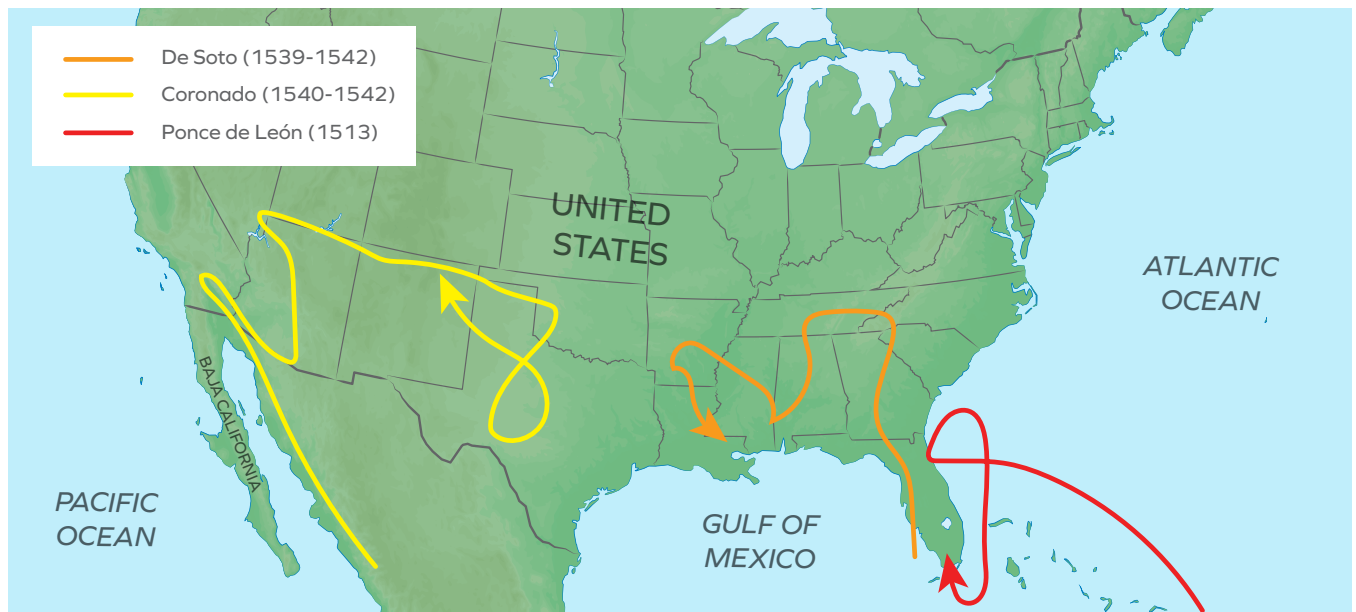 De Soto (1539-1542)
Coronado (1540-1542)
Ponce de León (1513)
UNITED
STATES
ATLANTIC
OCEAN
BAJA CALIFORNIA
PACIFIC
OCEAN
GULF OF
MEXICO